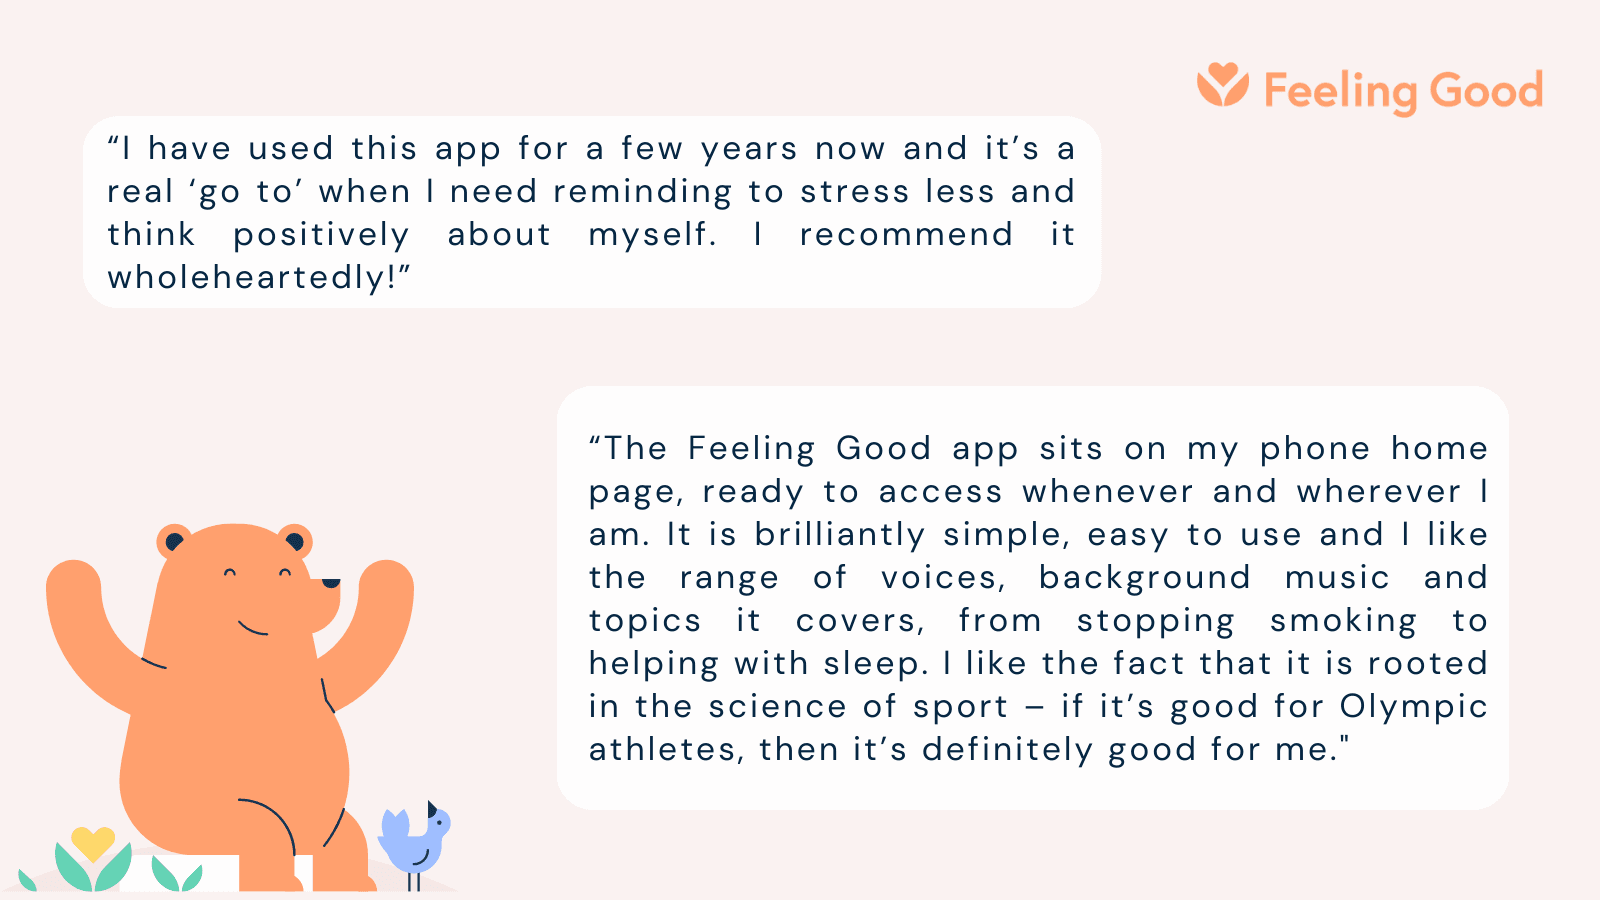 Feeling Good
“I have used this app for a few years now and it’s a
real ‘go to’ when I need reminding to stress less and
think positively about myself. I recommend it
wholeheartedly!”
“The Feeling Good app sits on my phone home
page, ready to access whenever and wherever I
am. It is brilliantly simple, easy to use and I like
the range of voices, background music and
topics it covers, from stopping smoking to
helping with sleep. I like the fact that it is rooted
in the science of sport – if it’s good for Olympic
athletes, then it’s definitely good for me."